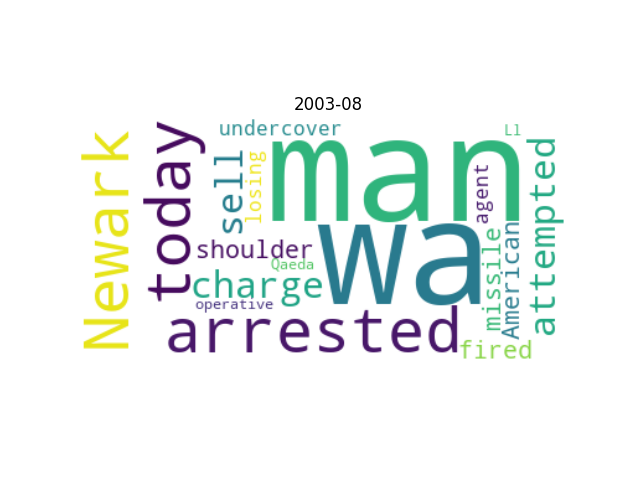 2003-08
undercover
Ll
man
Newark
today
sell
losing
agent
attempted
wa
shoulder
Qaeda
charge
missile
American
operative
arrested
fired